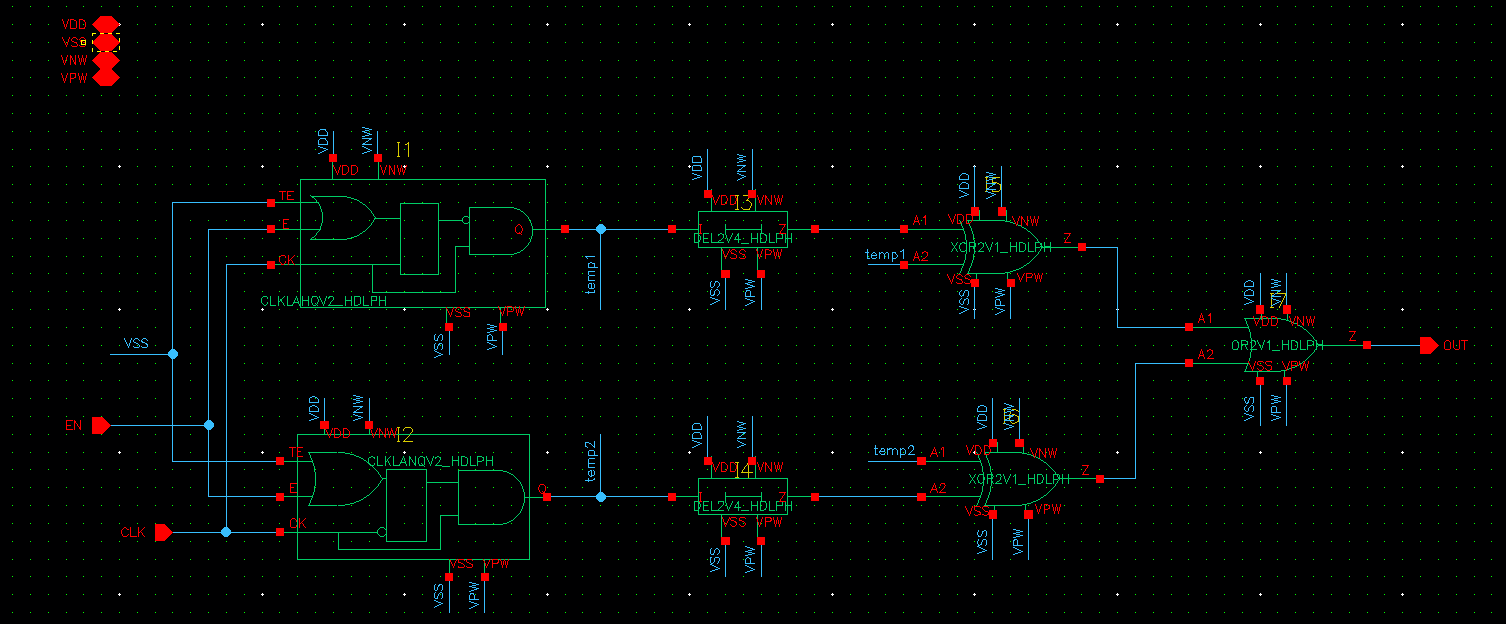 VDD
VSS
VNW
VPW
VDD
VNW
I1
VDD
VNW
TE
E
CK
Q
CLKLAHQV2_HDLPH
VSS
VPW
VSS
VPW
temp1
VDD
VNW
I3
VDD
VNW
I
Z
DEL2V4_HDLPH
VSS
VPW
VSS
VPW
VDD
VNW
A1
VDD
VNW
temp1
A2
XOR2V1_HDLPH
Z
VSS
VPW
VSS
VPW
VSS
EN
CLK
VDD
VNW
VDD
VNW
I2
TE
CLKLANQV2_HDLPH
E
CK
Q
VSS
VPW
VSS
VPW
temp2
VDD
VNW
I4
VDD
VNW
I
Z
DEL2V4_HDLPH
VSS
VPW
VSS
VPW
VDD
VNW
temp2
A1
VDD
VNW
A2
XOR2V1_HDLPH
Z
VSS
VPW
VSS
VPW
VDD
VNW
A1
VDD
VNW
OR2V1_HDLPH
Z
OUT
A2
VSS
VPW
VSS
VPW